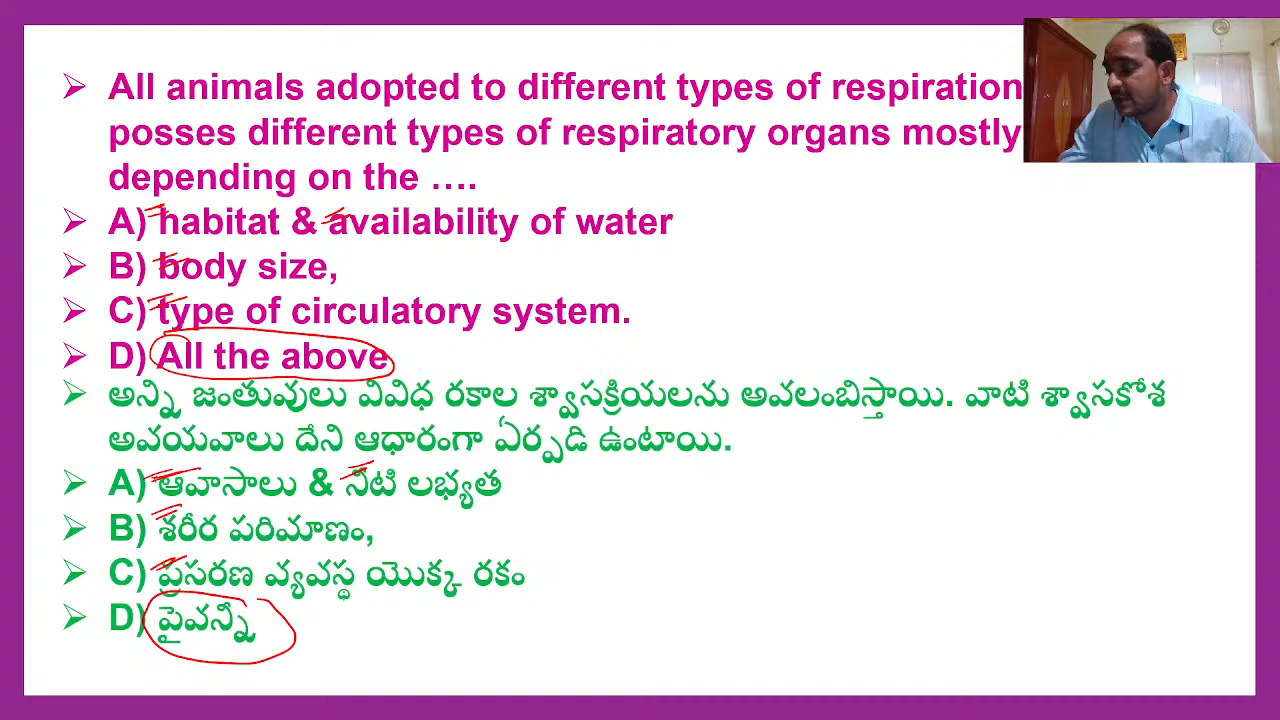 All animals adopted to different types of respiration
posses different types of respiratory organs mostly
depending on the ....
A) habitat & availability of water
B) body size,
C) type of circulatory system.
D) All the above
అన్ని జంతువులు వివిధ రకాల శ్వాసక్రియలను అవలంబిస్తాయి. వాటి శ్వాసకోశ
అవయవాలు దేని ఆధారంగా ఏర్పడి ఉంటాయి.
A) ఆవాసాలు & నీటి లభ్యత
B) శరీర పరిమాణం,
C) ప్రసరణ వ్యవస్థ యొక్క రకం
D) పైవన్నీ